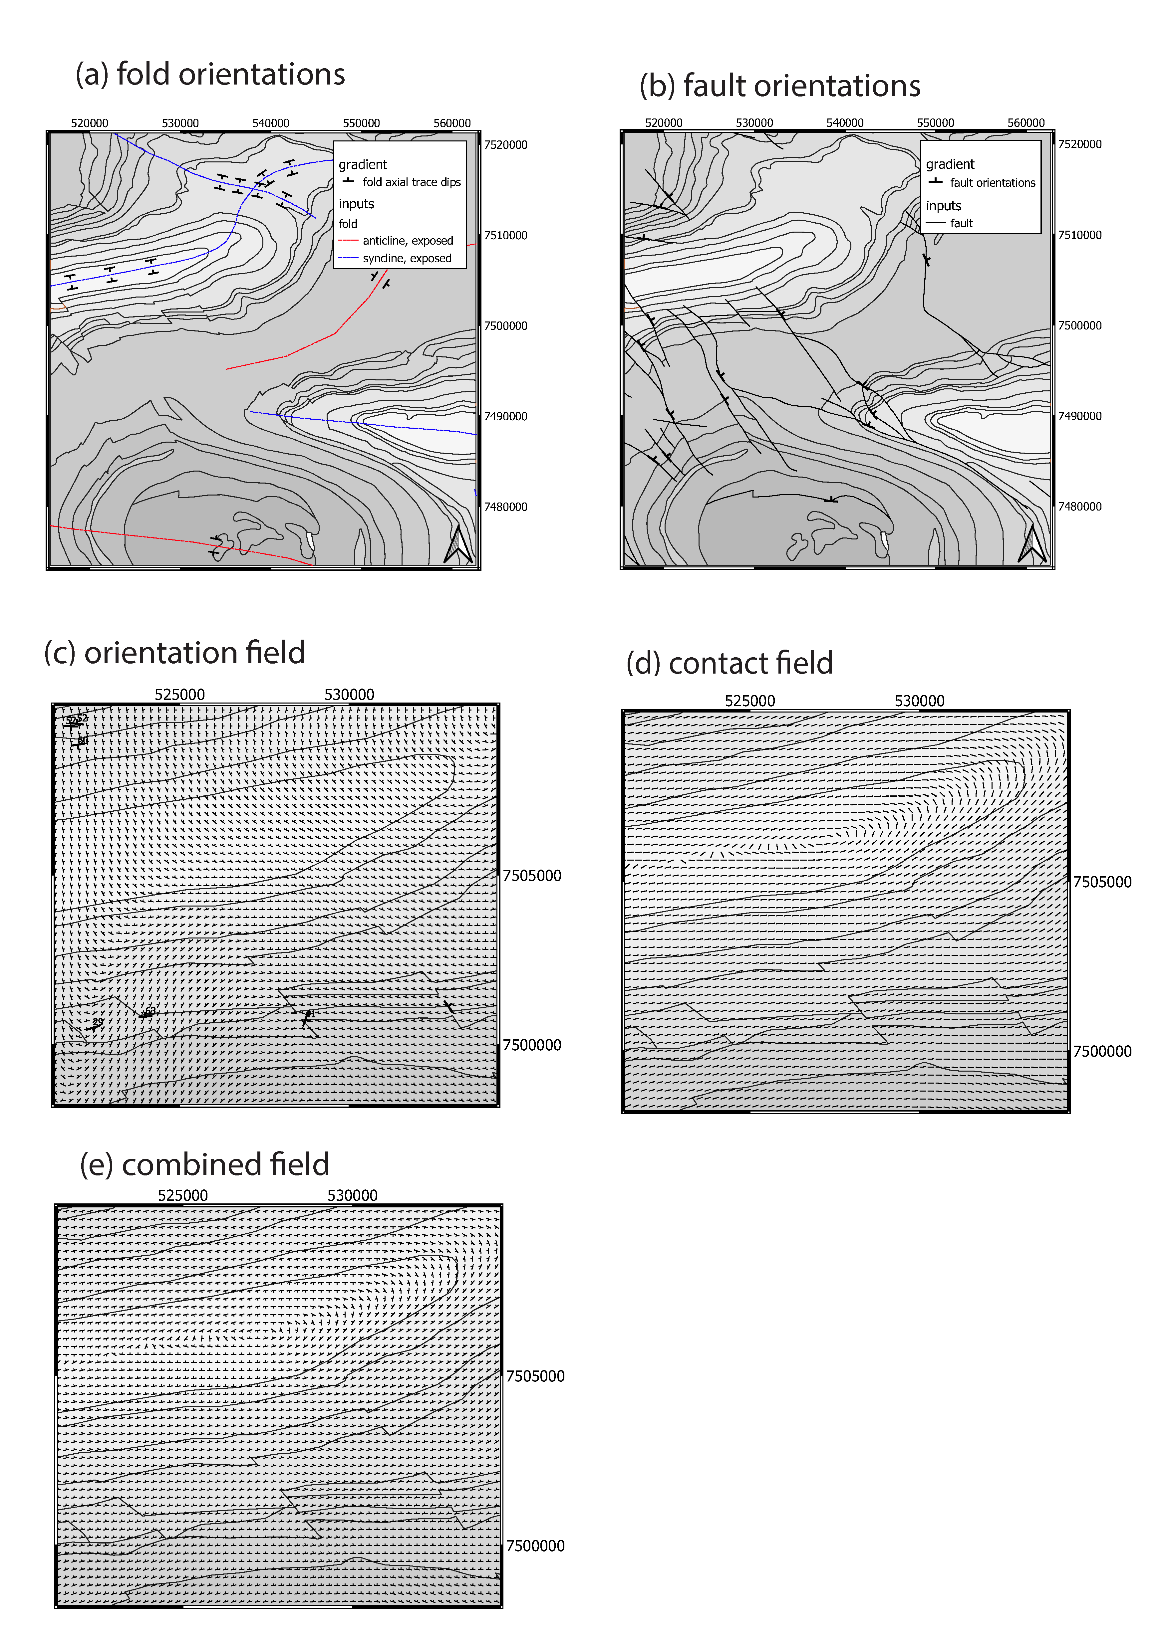 (a) fold orientations
520000 530000 540000 550000 560000
gradient
fold axial trace dips
inputs
fold
anticline, exposed
syncline, exposed
7520000
7510000
7500000
7490000
7480000
(b) fault orientations
520000 530000 540000 550000 560000
gradient
fault orientations
inputs
fault
7520000
7510000
7500000
7490000
7480000
(c) orientation field
525000 530000
7505000
7500000
(d) contact field
525000 530000
7505000
7500000
(e) combined field
525000 530000
7505000
7500000